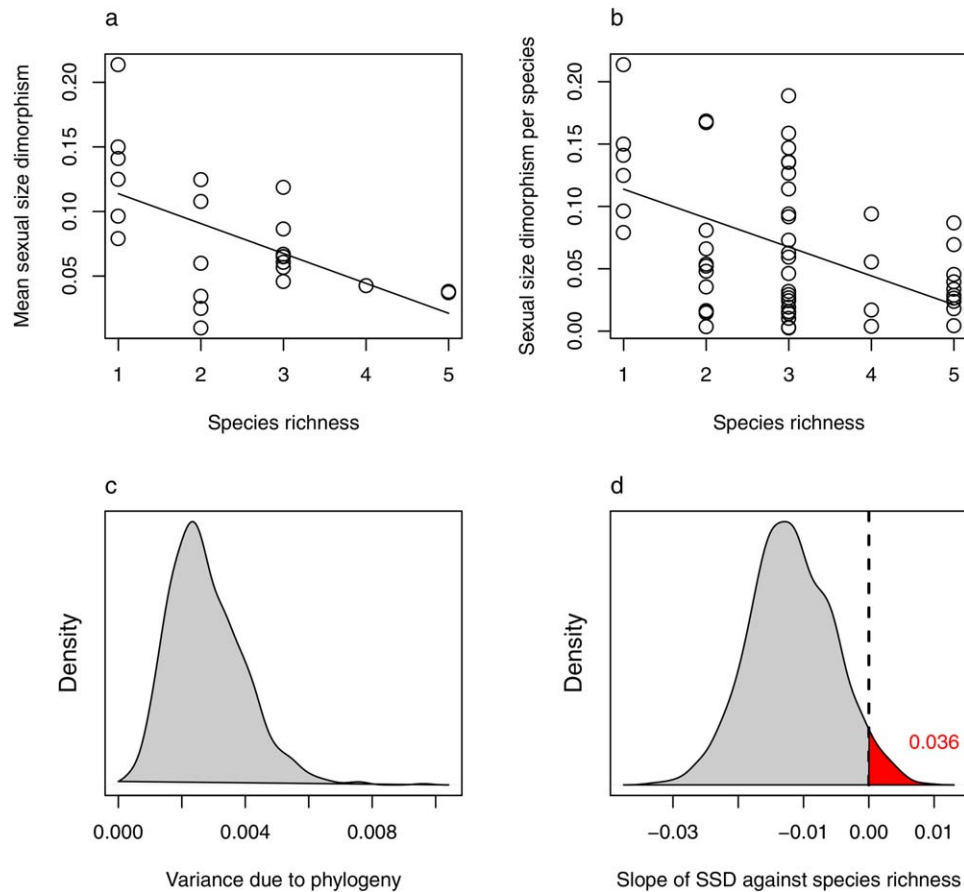 a
Mean sexual size dimorphism
0.20
0.15
0.10
0.05
1 2 3 4 5
Species richness
b
Sexual size dimorphism per species
0.20
0.15
0.10
0.05
0.00
1 2 3 4 5
Species richness
c
Density
0.000 0.004 0.008
Variance due to phylogeny
d
Density
0.036
−0.03 −0.01 0.00 0.01
Slope of SSD against species richness